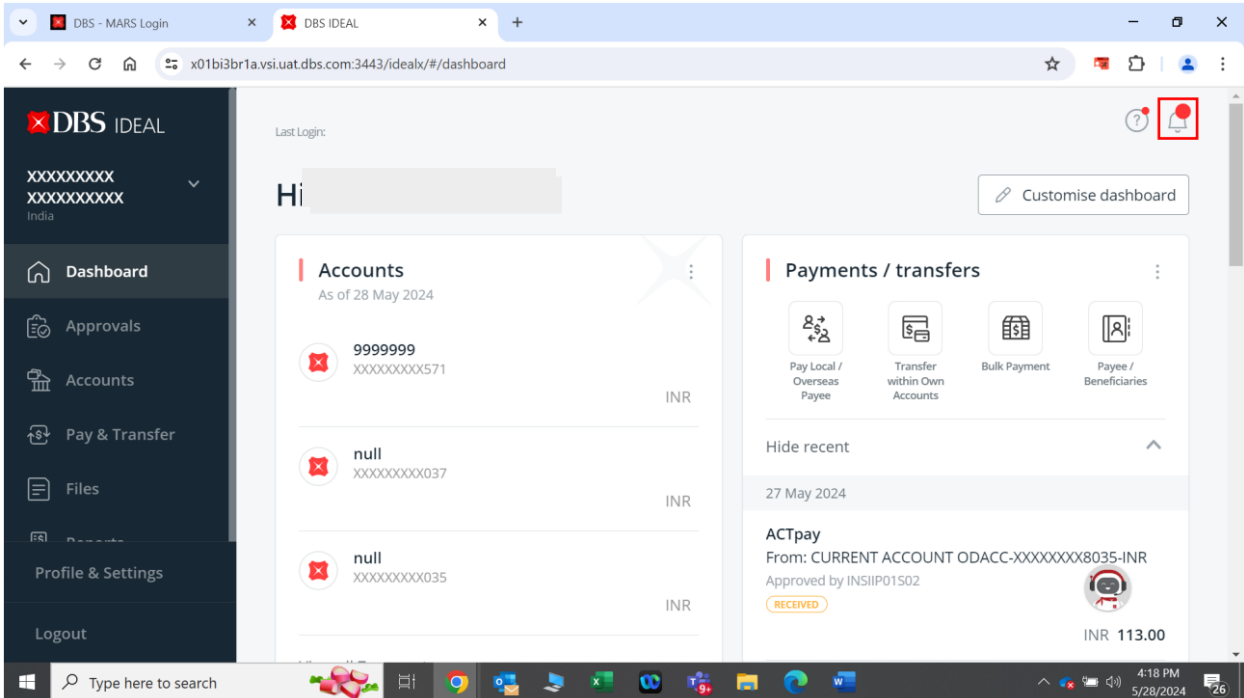 DBS - MARS Login
DBS IDEAL
x01bi3br1a.vsi.uat.dbs.com:3443/idealx/#/dashboard
DBS IDEAL
XXXXXXXXX
XXXXXXXXXX
India
Dashboard
Approvals
Accounts
Pay & Transfer
Files
Reports
Profile & Settings
Logout
Last Login:
Hi
Customise dashboard
Accounts
As of 28 May 2024
9999999
XXXXXXXXX571
INR
null
XXXXXXXXX037
INR
null
XXXXXXXXX035
INR
Payments / transfers
Pay Local /
Overseas
Payee
Transfer
within Own
Accounts
Bulk Payment
Payee /
Beneficiaries
Hide recent
27 May 2024
ACTpay
From: CURRENT ACCOUNT ODACC-XXXXXXXX8035-INR
Approved by INSIIP01S02
RECEIVED
INR 113.00
Type here to search
9+
4:18 PM
5/28/2024
26